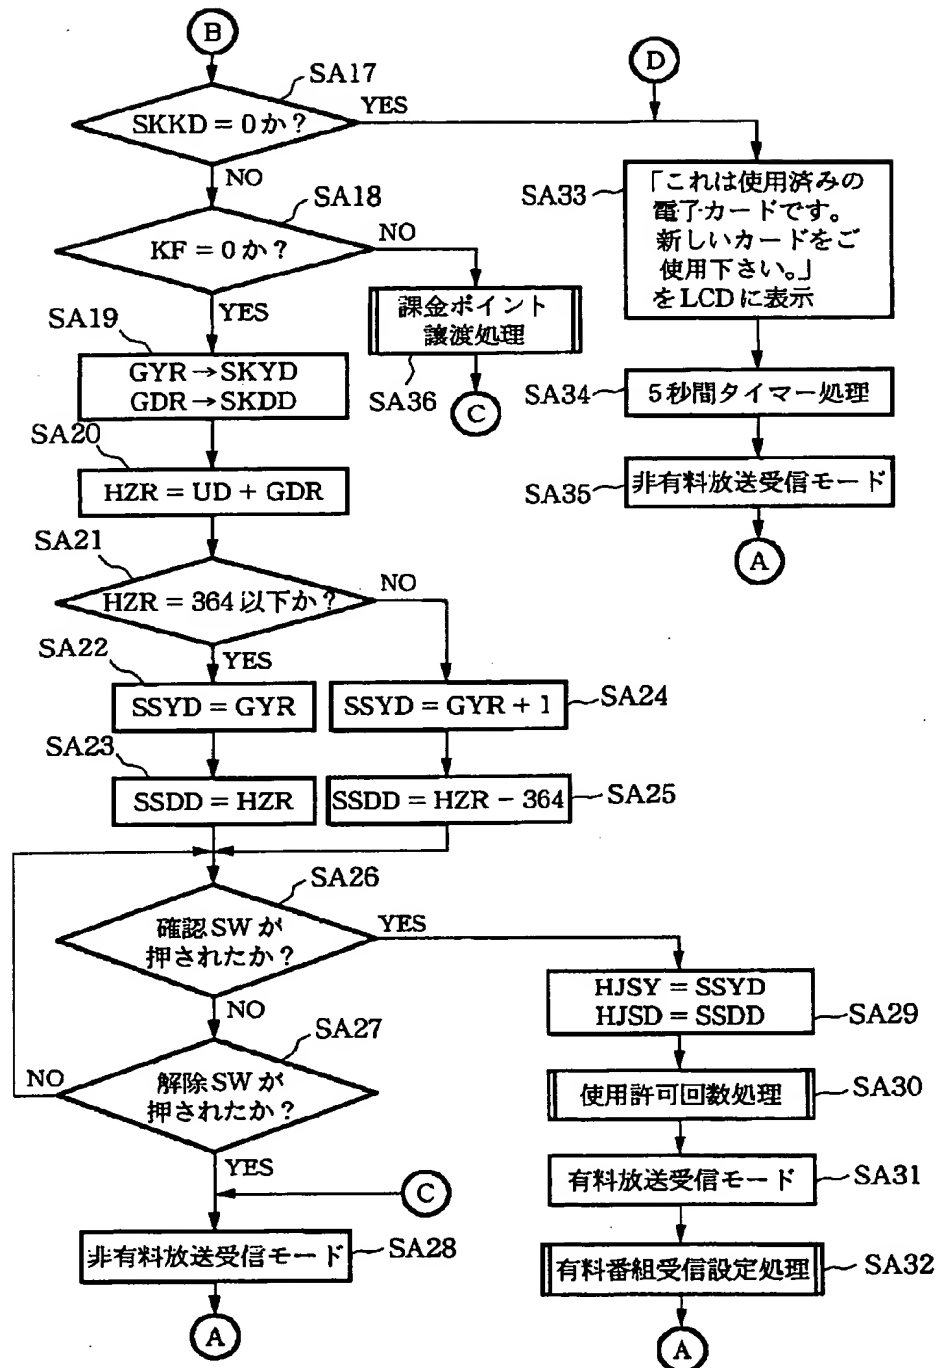 B
SA17
SKKD = 0か?
YES
NO
D
SA33
「これは使用済みの
電子カードです。
新しいカードをご
使用下さい。」
をLCDに表示
SA34
5秒間タイマー処理
SA35
非有料放送受信モード
A
SA18
KF = 0か?
NO
YES
課金ポイント
譲渡処理
SA36
C
SA19
GYR→SKYD
GDR→SKDD
SA20
HZR = UD + GDR
SA21
HZR = 364以下か?
NO
YES
SA22
SSYD = GYR
SSYD = GYR + 1
SA24
SA23
SSDD = HZR
SSDD = HZR − 364
SA25
SA26
確認SWが
押されたか?
YES
NO
SA27
解除SWが
押されたか?
NO
YES
C
非有料放送受信モード
SA28
A
HJSY = SSYD
HJSD = SSDD
SA29
使用許可回数処理
SA30
有料放送受信モード
SA31
有料番組受信設定処理
SA32
A